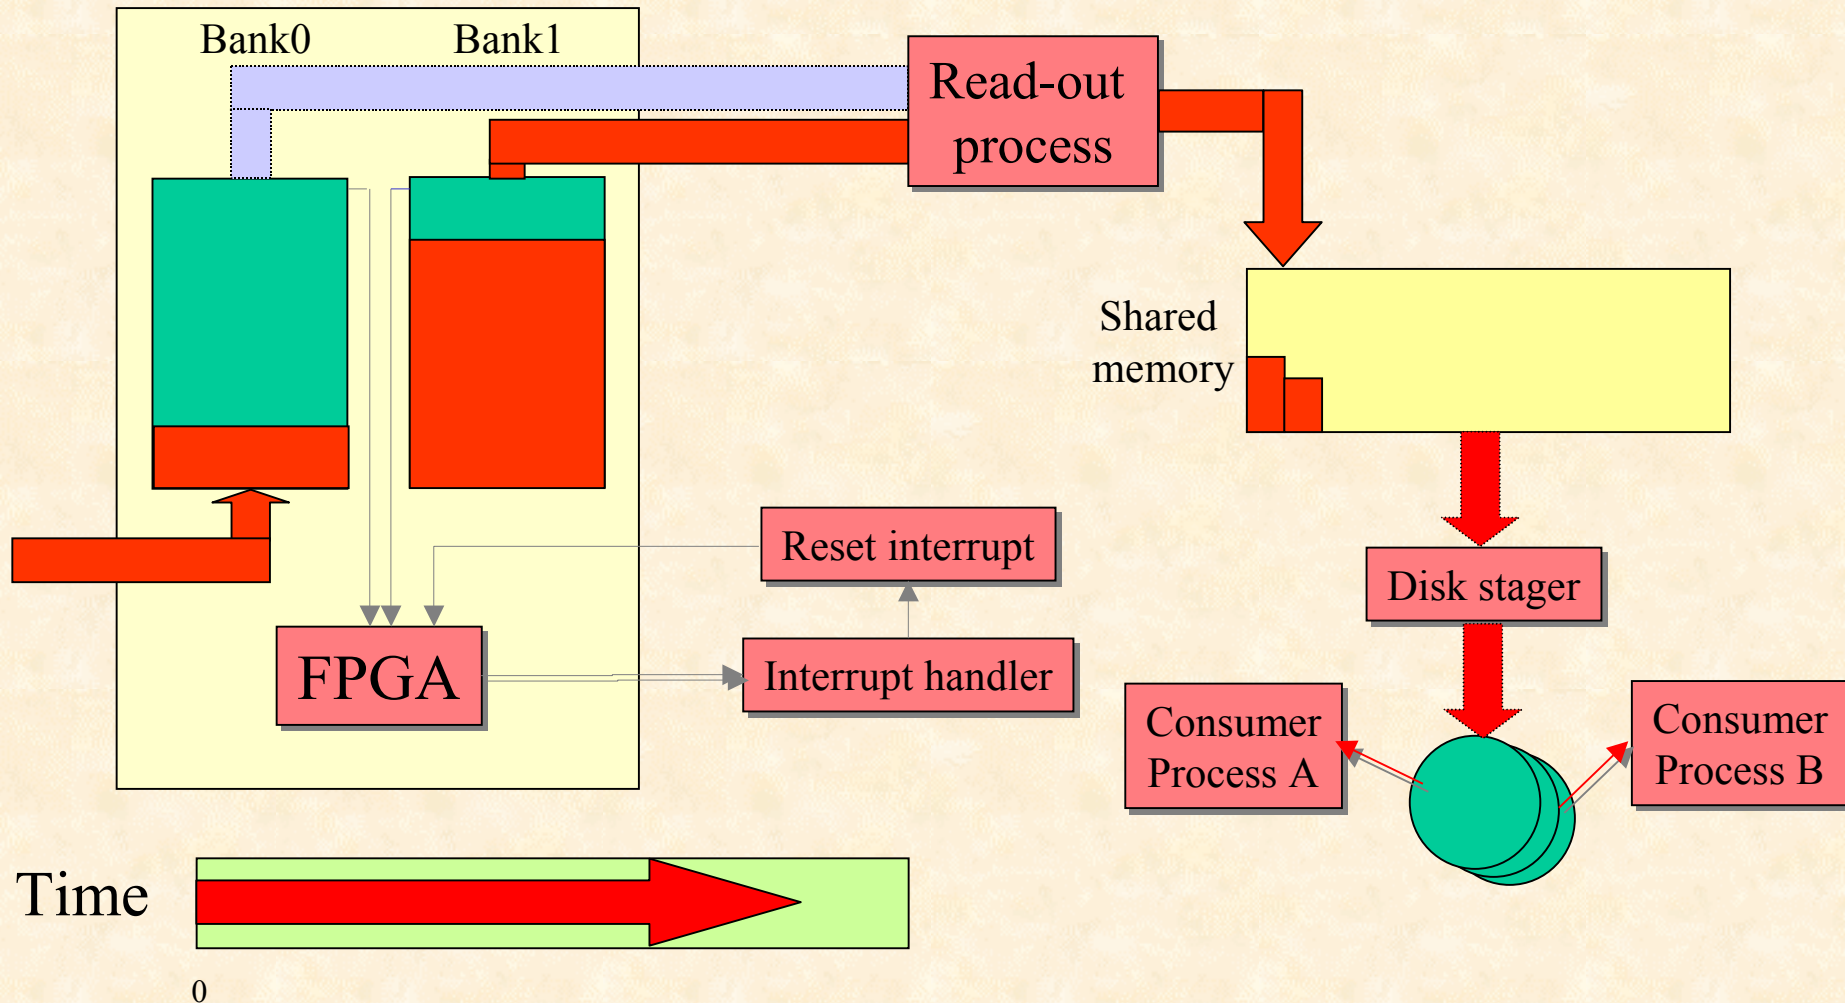 Bank0
Bank1
Read-out
process
Shared
memory
Reset interrupt
Disk stager
FPGA
Interrupt handler
Consumer
Process A
Consumer
Process B
Time
0